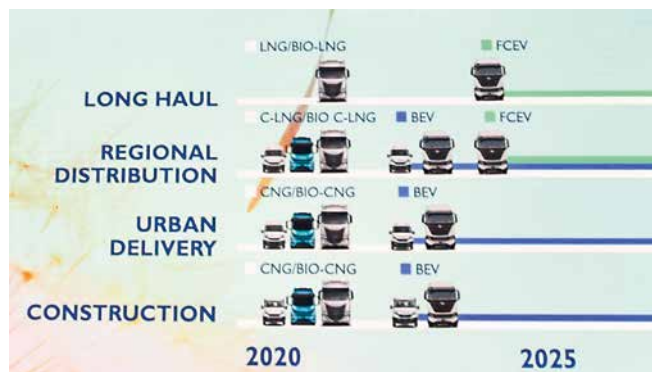 LNG/BIO-LNG
FCEV
LONG HAUL
C-LNG/BIO C-LNG
BEV
FCEV
REGIONAL
DISTRIBUTION
CNG/BIO-CNG
BEV
URBAN
DELIVERY
CNG/BIO-CNG
BEV
CONSTRUCTION
2020
2025